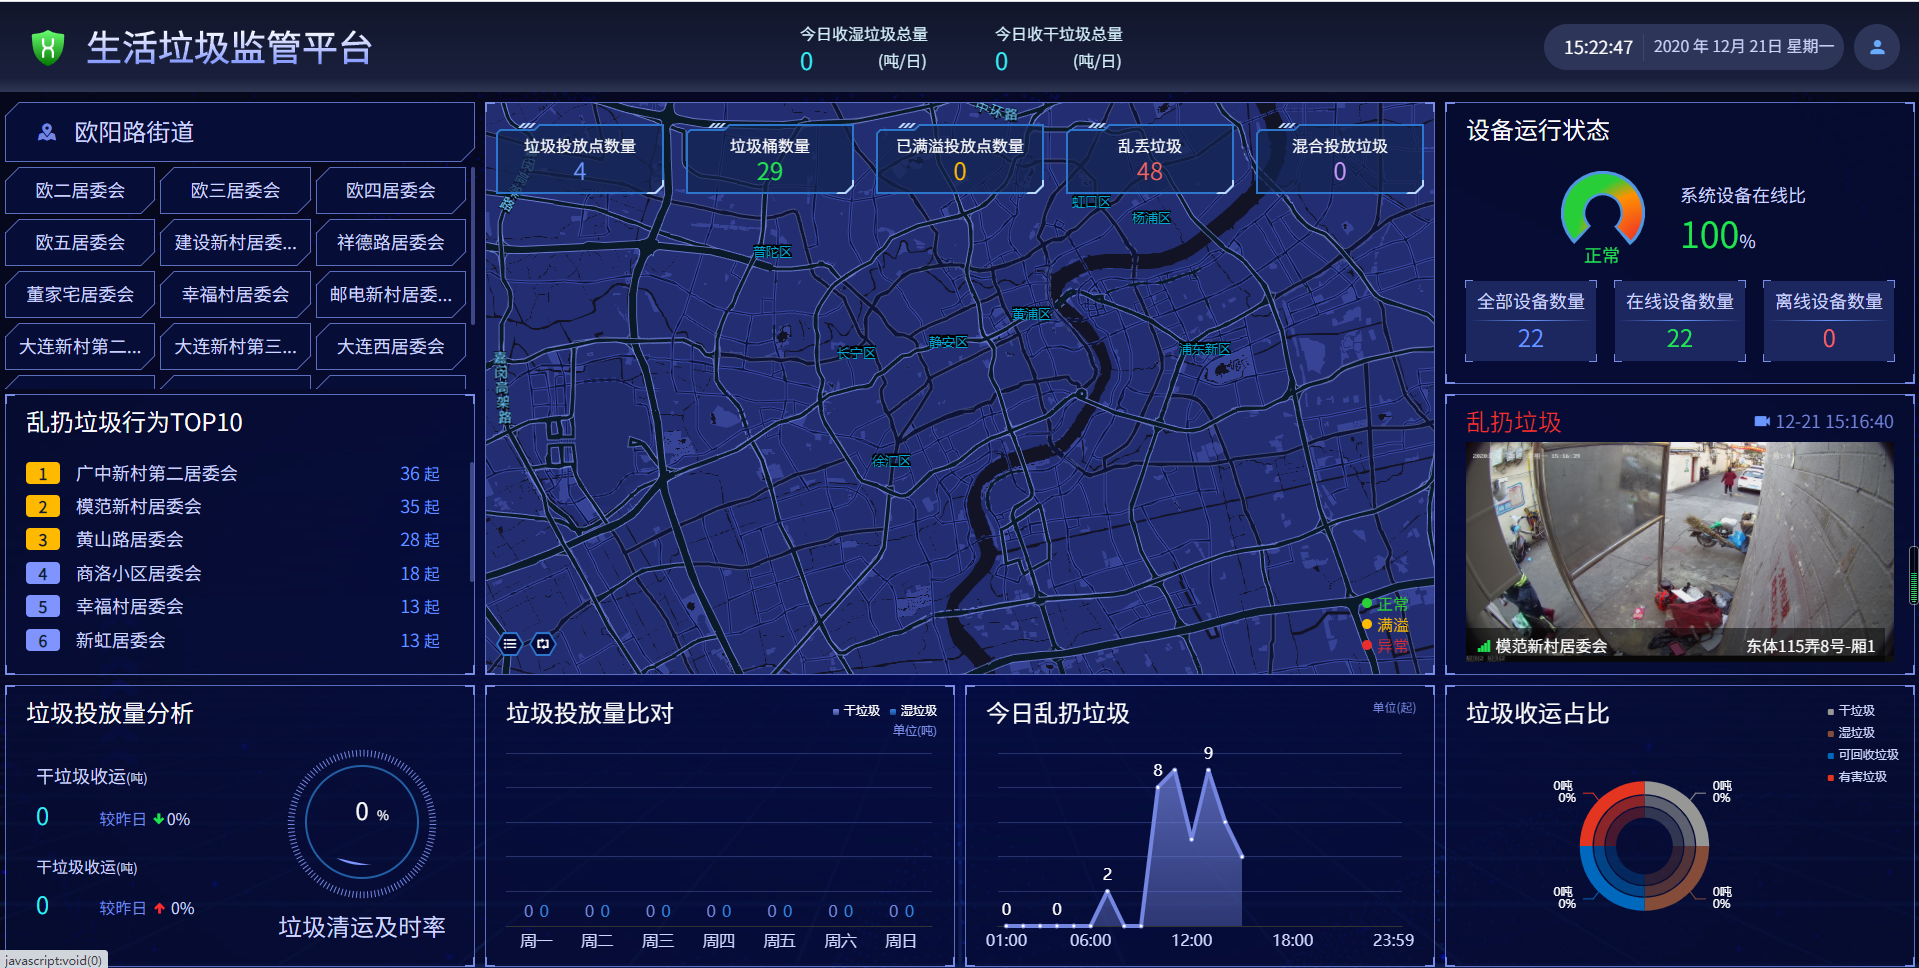 生活垃圾监管平台
今日收湿垃圾总量
0 (吨/日)
今日收干垃圾总量
0 (吨/日)
15:22:47 2020 年 12月 21日 星期一
欧阳路街道
欧二居委会 欧三居委会 欧四居委会
欧五居委会 建设新村居委... 祥德路居委会
董家宅居委会 幸福村居委会 邮电新村居委...
大连新村第二... 大连新村第三... 大连西居委会
乱扔垃圾行为TOP10
1 广中新村第二居委会 36 起
2 模范新村居委会 35 起
3 黄山路居委会 28 起
4 商洛小区居委会 18 起
5 幸福村居委会 13 起
6 新虹居委会 13 起
垃圾投放点数量
4
垃圾桶数量
29
已满溢投放点数量
0
乱丢垃圾
48
混合投放垃圾
0
中环路
虹口区
杨浦区
普陀区
黄浦区
静安区
长宁区
浦东新区
嘉闵高架路
徐汇区
正常
满溢
异常
设备运行状态
正常
系统设备在线比
100%
全部设备数量
22
在线设备数量
22
离线设备数量
0
乱扔垃圾
12-21 15:16:40
模范新村居委会 东体115弄8号-厢1
垃圾投放量分析
干垃圾收运(吨)
0 较昨日 0%
干垃圾收运(吨)
0 较昨日 0%
0 %
垃圾清运及时率
垃圾投放量比对
干垃圾 湿垃圾
单位(吨)
0 0 0 0 0 0 0 0 0 0 0 0 0 0
周一 周二 周三 周四 周五 周六 周日
今日乱扔垃圾
单位(起)
9
8
2
0 0
01:00 06:00 12:00 18:00 23:59
垃圾收运占比
干垃圾
湿垃圾
可回收垃圾
有害垃圾
0吨
0%
0吨
0%
0吨
0%
0吨
0%
javascript:void(0)